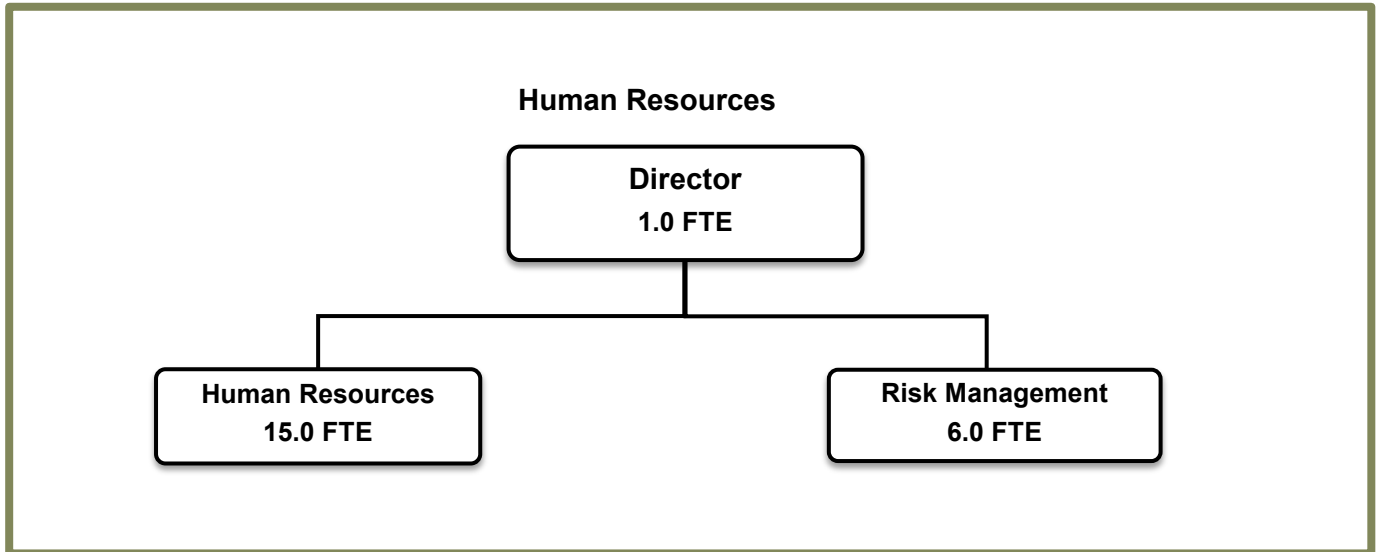 Human Resources
Director
1.0 FTE
Human Resources
15.0 FTE
Risk Management
6.0 FTE